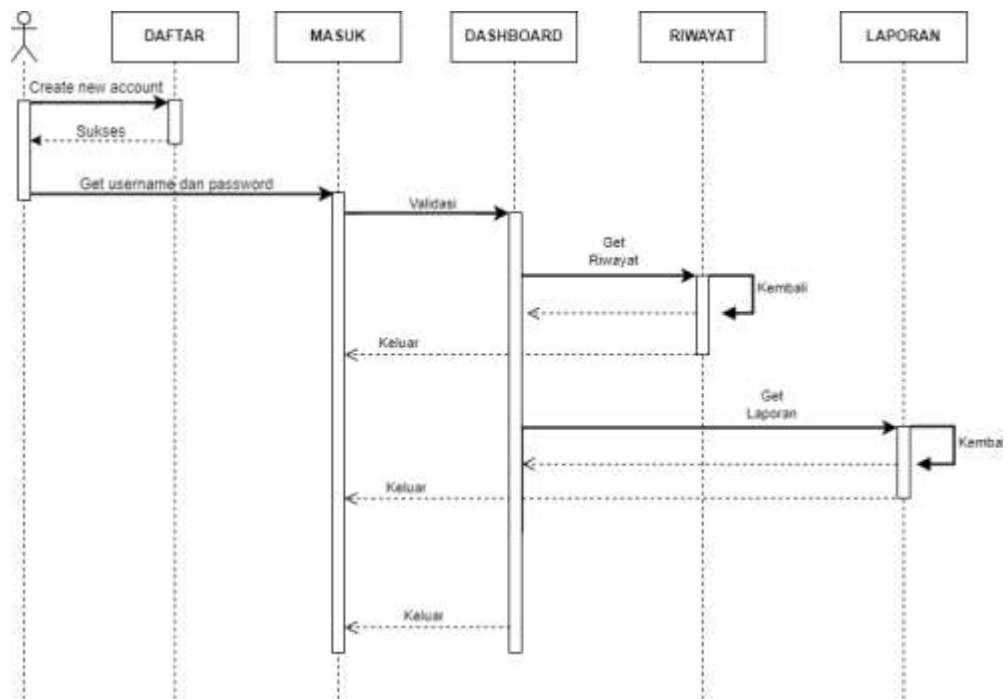 DAFTAR
MASUK
DASHBOARD
RIWAYAT
LAPORAN
Create new account
Sukses
Get username dan password
Validasi
Get
Riwayat
Kembali
Keluar
Get
Laporan
Kembal
Keluar
Keluar